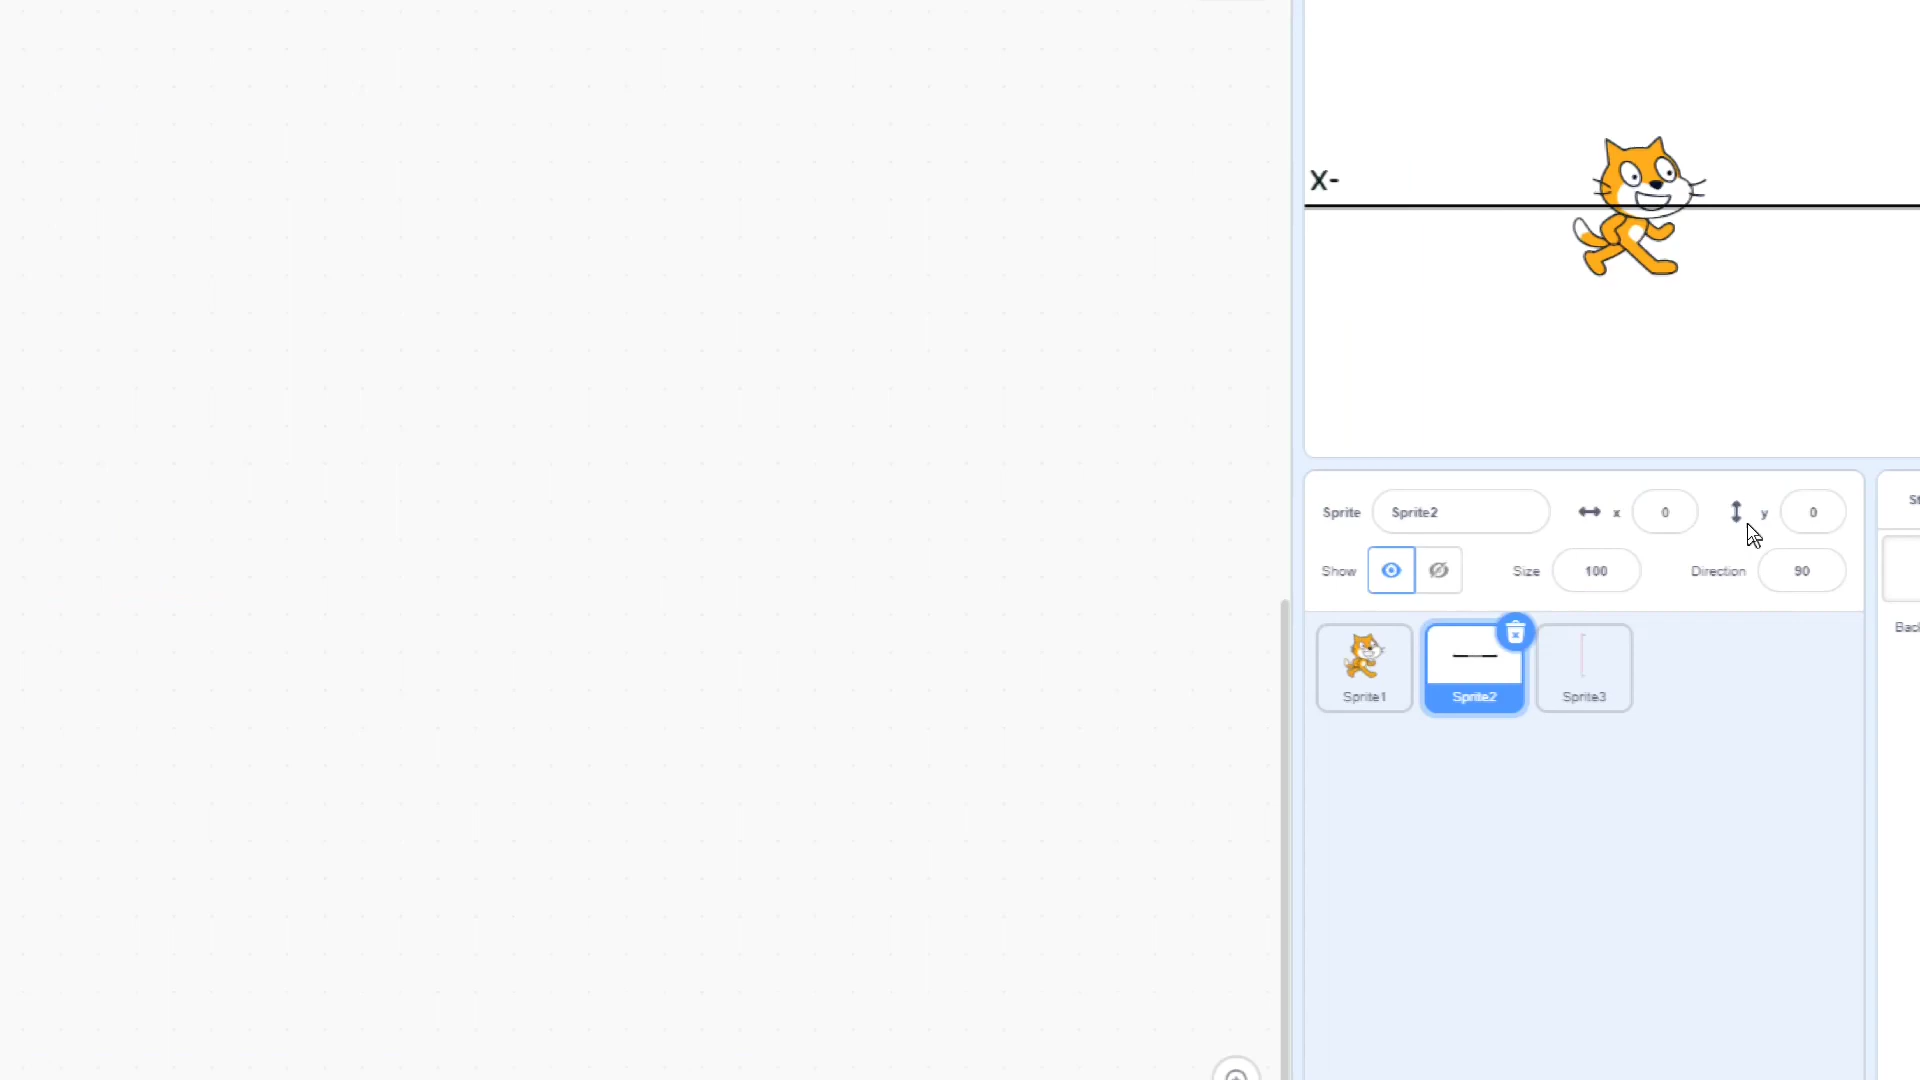 X-
Sprite Sprite2 x 0 y 0
Show Size 100 Direction 90
Sprite1 Sprite2 Sprite3